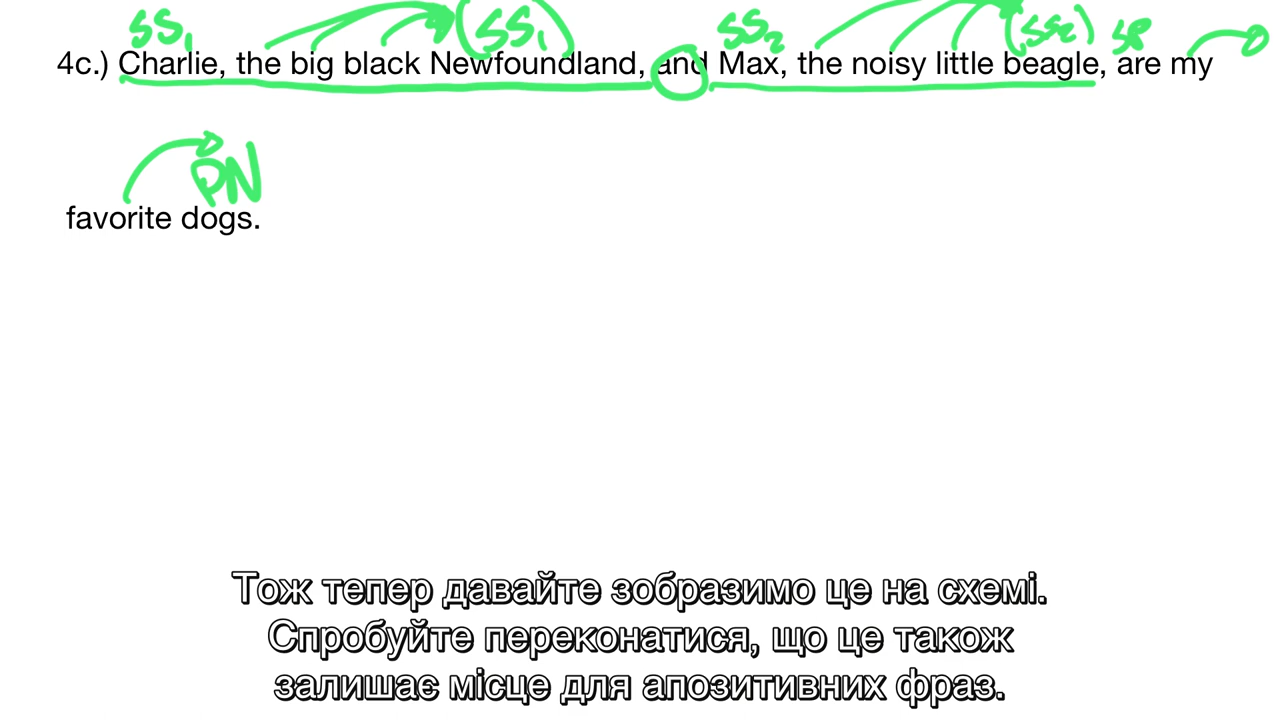 SS1 (SS1) SS2 (SS2)
4c.) Charlie, the big black Newfoundland, and Max, the noisy little beagle, are my
PN
favorite dogs.
Тож тепер давайте зобразимо це на схемі.
Спробуйте переконатися, що це також
залишає місце для апозитивних фраз.